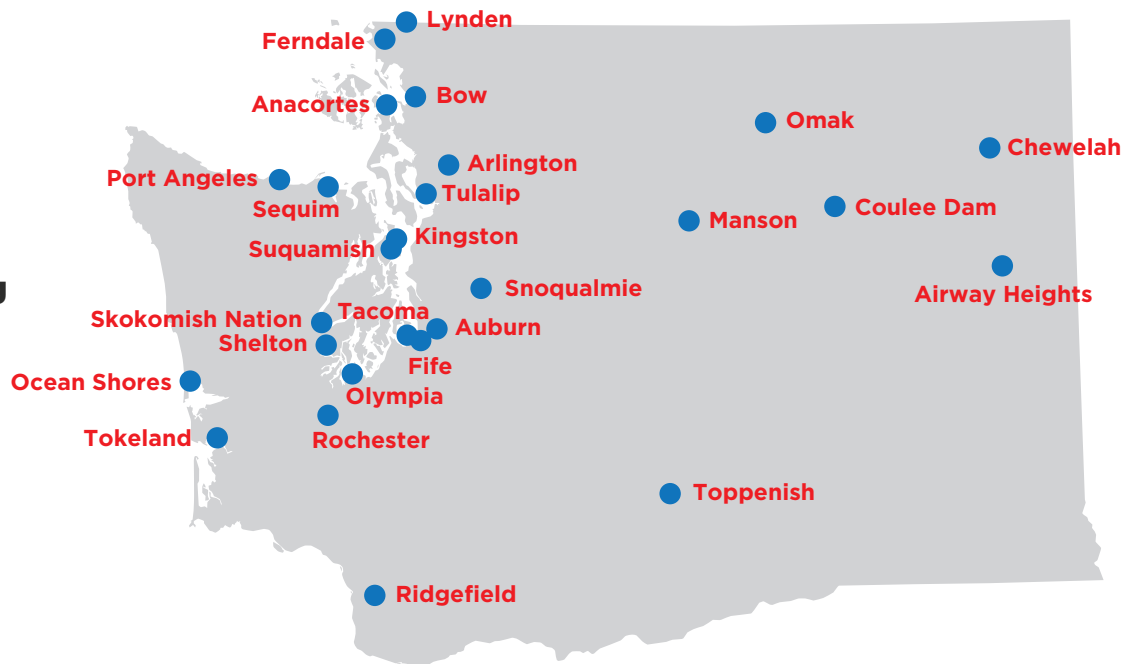 Lynden
Ferndale
Bow
Anacortes
Omak
Chewelah
Arlington
Port Angeles
Tulalip
Sequim
Coulee Dam
Manson
Kingston
Suquamish
Snoqualmie
Airway Heights
Tacoma
Skokomish Nation
Auburn
Shelton
Fife
Ocean Shores
Olympia
Tokeland
Rochester
Toppenish
Ridgefield